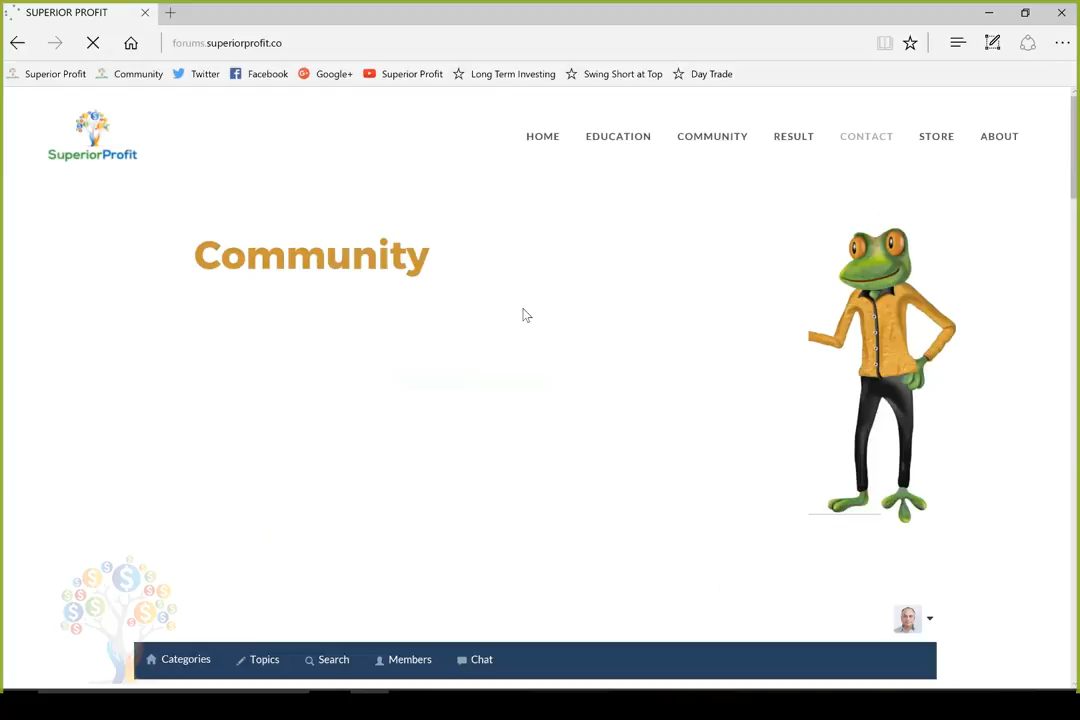 SUPERIOR PROFIT
forums.superiorprofit.co
Superior Profit Community Twitter Facebook Google+ Superior Profit Long Term Investing Swing Short at Top Day Trade
SuperiorProfit
HOME EDUCATION COMMUNITY RESULT CONTACT STORE ABOUT
Community
Categories Topics Search Members Chat